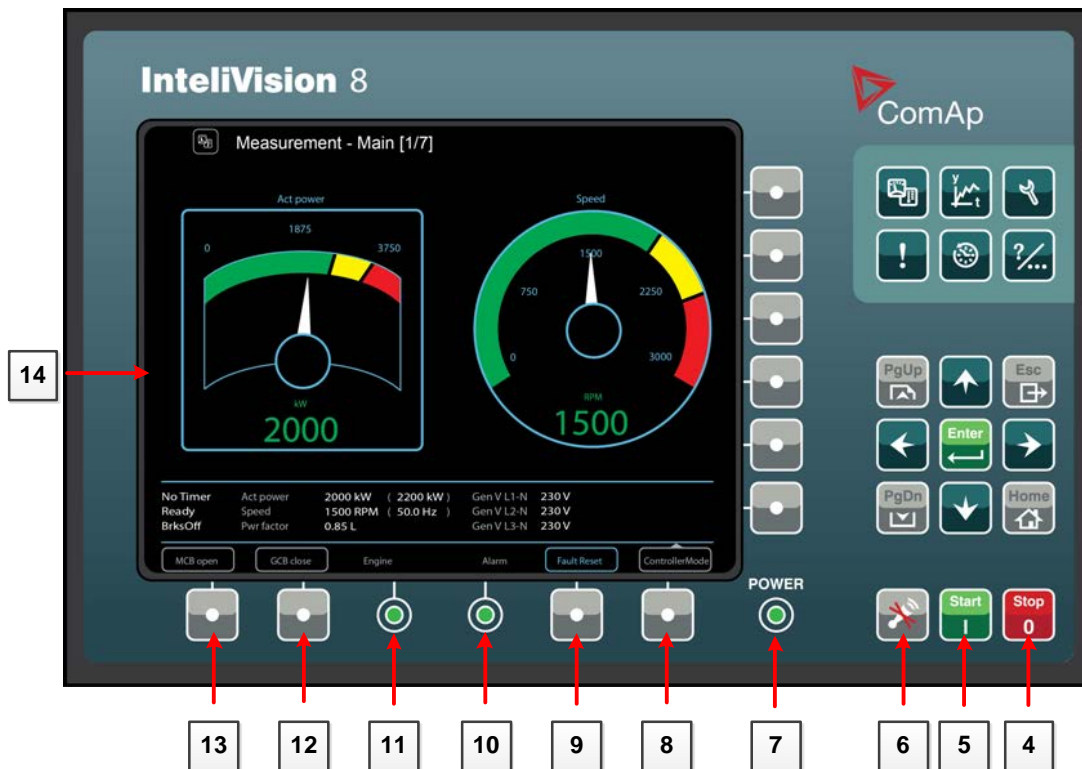 InteliVision 8
ComAp
Measurement - Main [1/7]
Act power
0
1875
3750
kW
2000
Speed
0
750
1500
2250
3000
RPM
1500
No Timer Act power 2000 kW ( 2200 kW ) Gen V L1-N 230 V
Ready Speed 1500 RPM ( 50.0 Hz ) Gen V L2-N 230 V
BrksOff Pwr factor 0.85 L Gen V L3-N 230 V
MCB open GCB close Engine Alarm Fault Reset ControllerMode
POWER
y
t
!
?/...
PgUp
Esc
Enter
PgDn
Home
Start
I
Stop
0
14
13 12 11 10 9 8 7 6 5 4